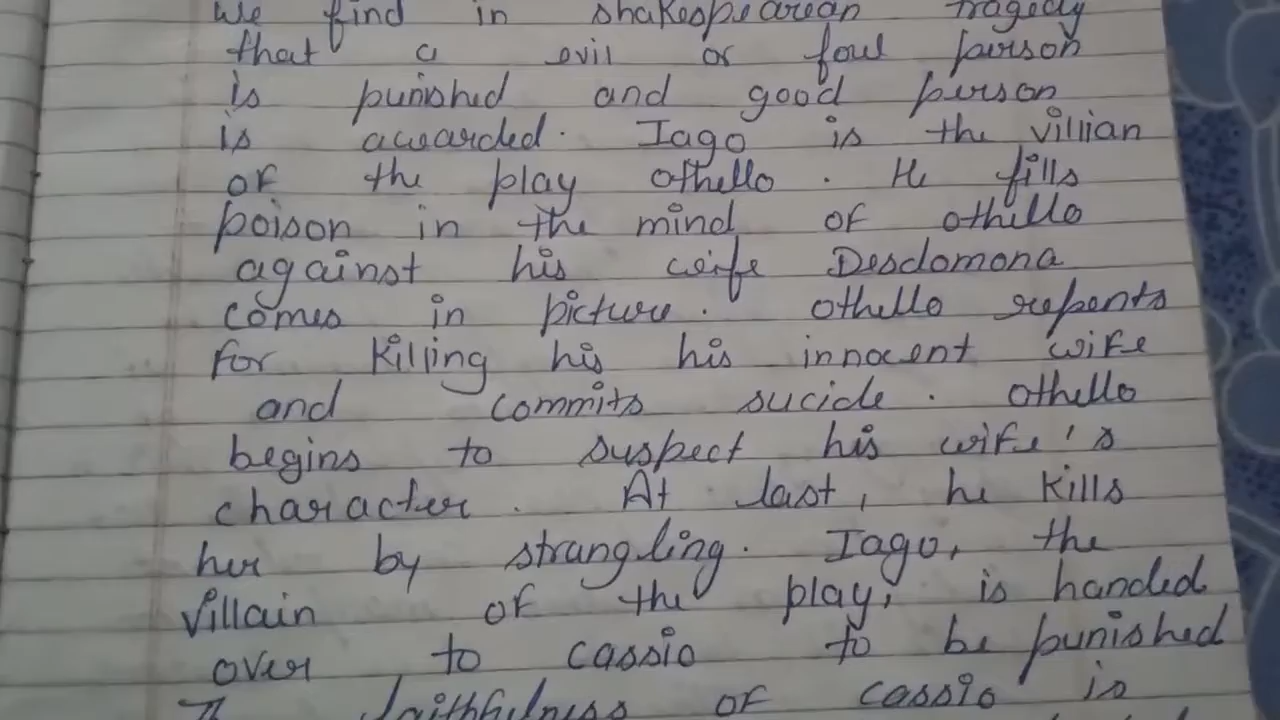 We find in shakespearean tragedy
that a evil or foul person
is punished and good person
is awarded. Iago is the villian
of the play othello. He fills
poison in the mind of othello
against his wife Desdomona
comes in picture. Othello repents
for killing his his innocent wife
and commits sucide. Othello
begins to suspect his wife's
character. At last, he kills
her by strangling. Iago, the
villain of the play, is handed
over to cassio to be punished
faithfulness of cassio is